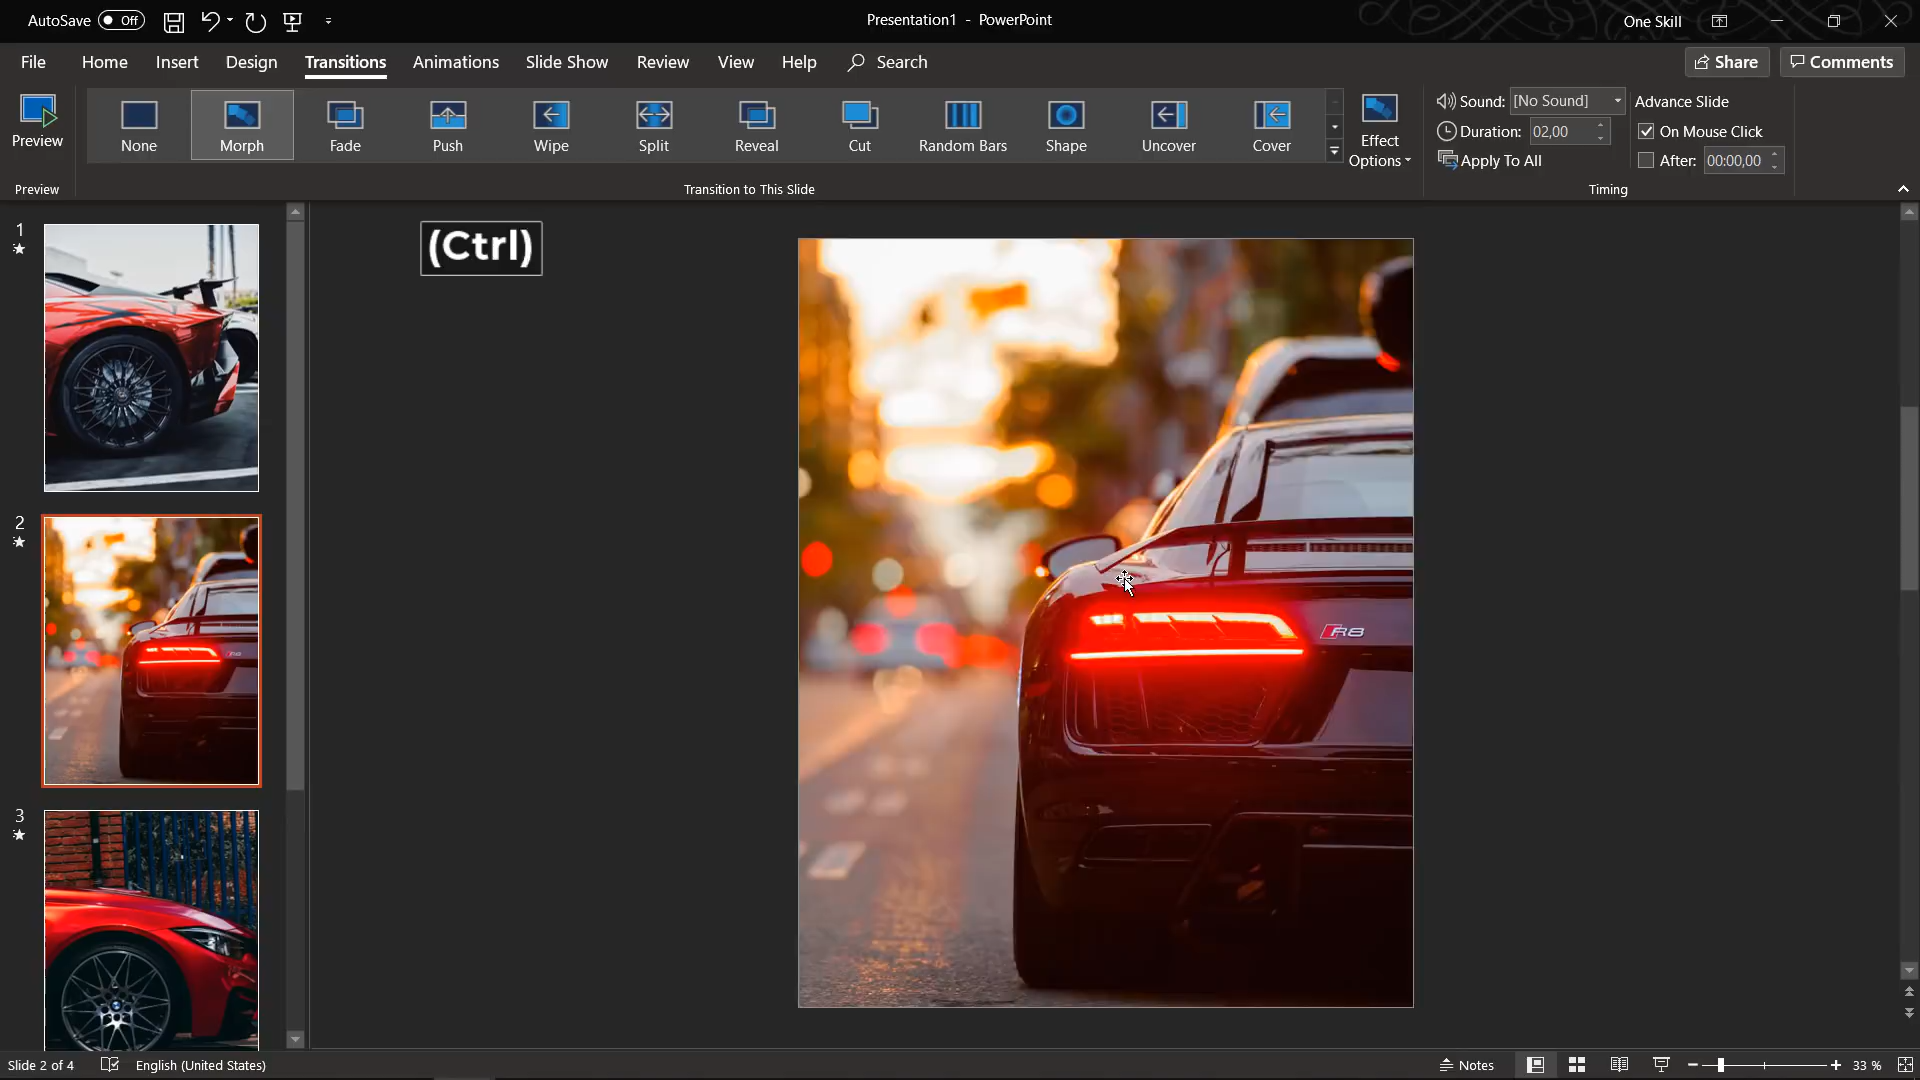 AutoSave Off
Presentation1 - PowerPoint
One Skill
File Home Insert Design Transitions Animations Slide Show Review View Help Search
Share Comments
Preview
None Morph Fade Push Wipe Split Reveal Cut Random Bars Shape Uncover Cover
Effect
Options
Sound: [No Sound]
Duration: 02,00
Apply To All
Advance Slide
On Mouse Click
After: 00:00,00
Preview
Transition to This Slide
Timing
1
(Ctrl)
2
R8
3
Slide 2 of 4
English (United States)
Notes
33 %